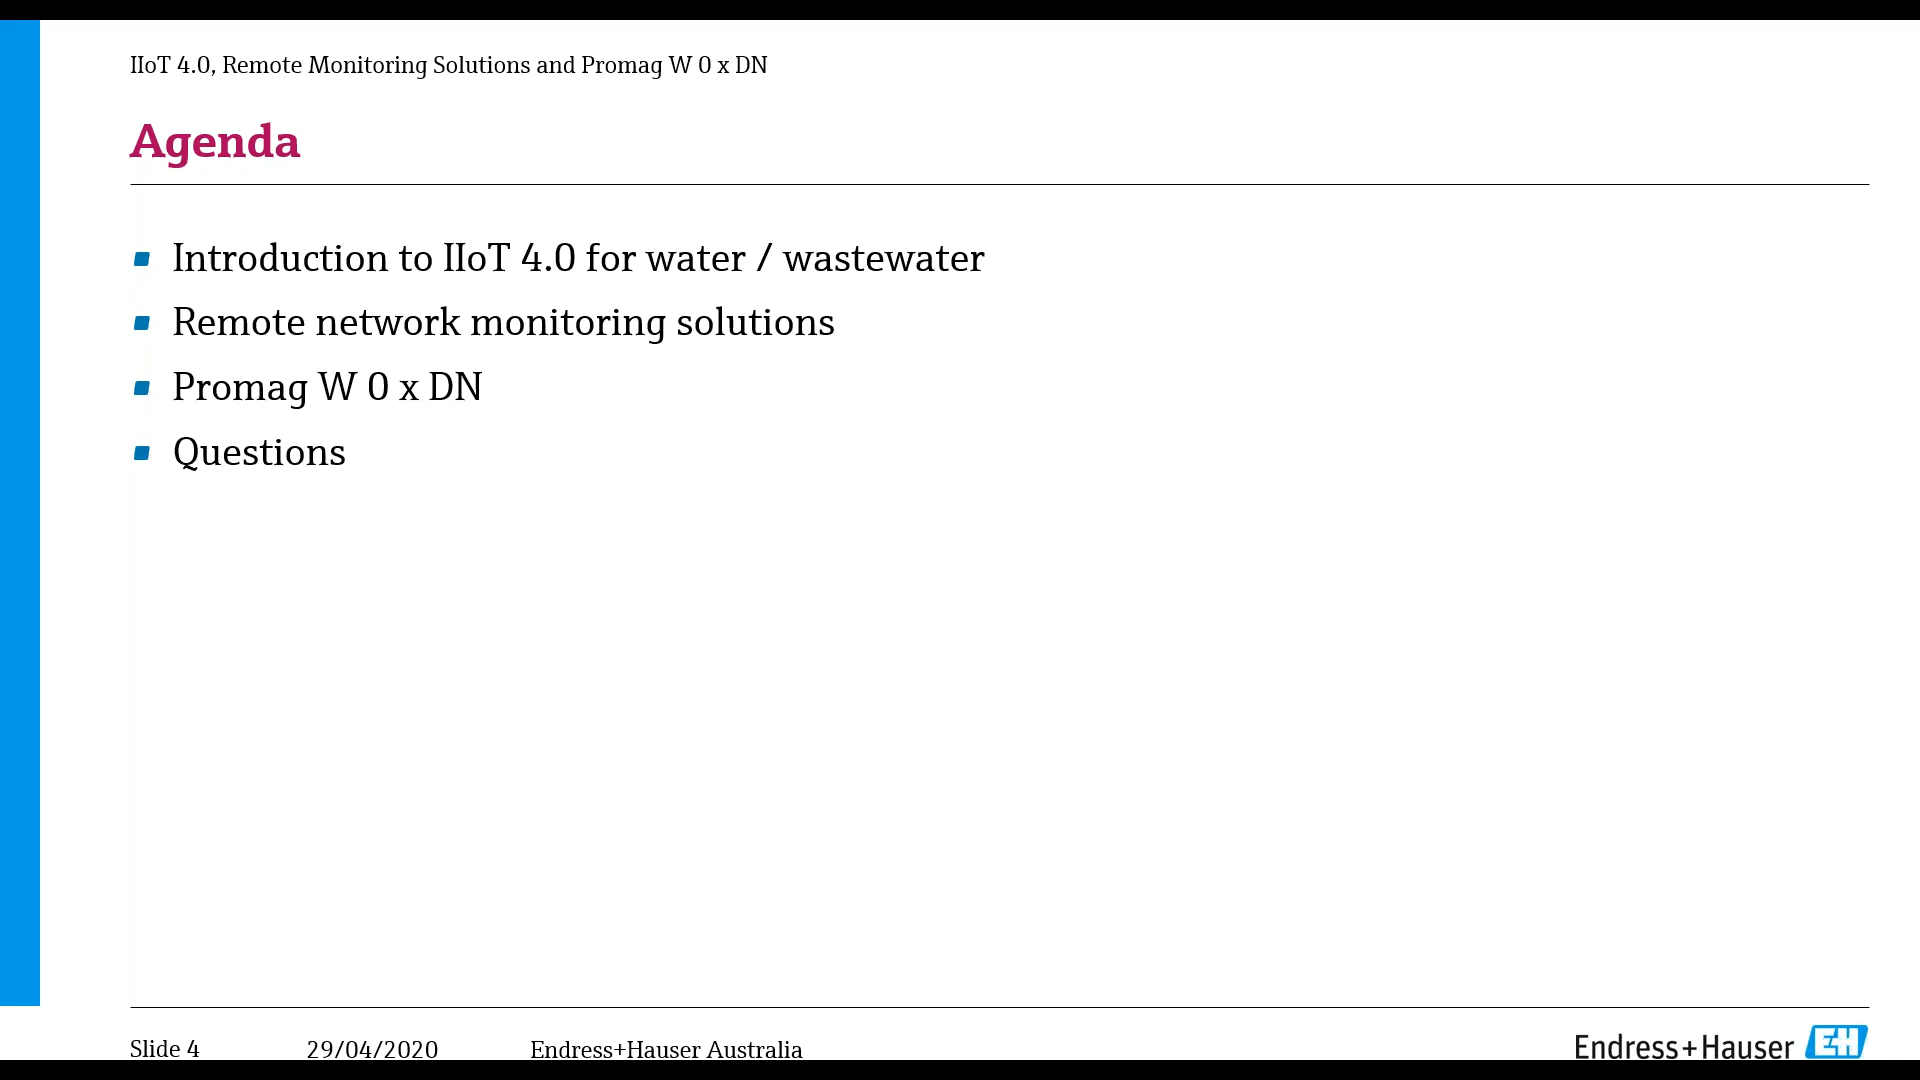 IIoT 4.0, Remote Monitoring Solutions and Promag W 0 x DN
Agenda
Introduction to IIoT 4.0 for water / wastewater
Remote network monitoring solutions
Promag W 0 x DN
Questions
Slide 4 29/04/2020 Endress+Hauser Australia
Endress+Hauser EH